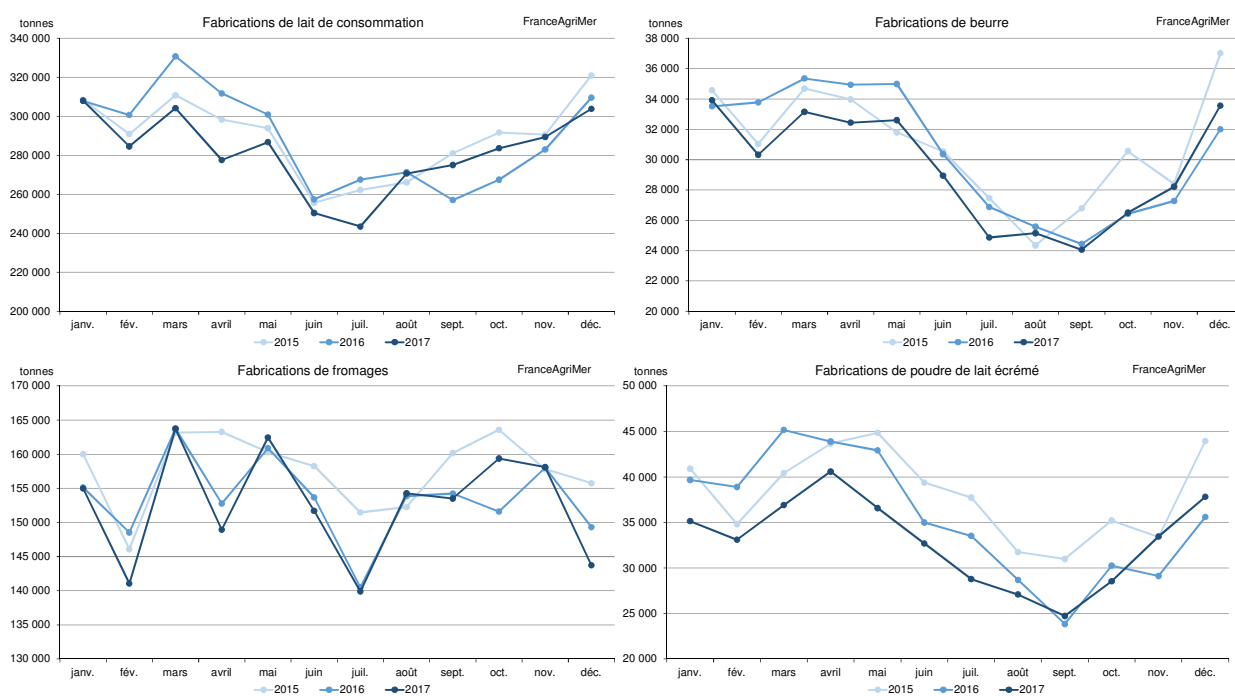 tonnes
Fabrications de lait de consommation
FranceAgriMer
340 000
320 000
300 000
280 000
260 000
240 000
220 000
200 000
janv. fév. mars avril mai juin juil. août sept. oct. nov. déc.
2015 2016 2017
tonnes
Fabrications de beurre
FranceAgriMer
38 000
36 000
34 000
32 000
30 000
28 000
26 000
24 000
22 000
20 000
janv. fév. mars avril mai juin juil. août sept. oct. nov. déc.
2015 2016 2017
tonnes
Fabrications de fromages
FranceAgriMer
170 000
165 000
160 000
155 000
150 000
145 000
140 000
135 000
130 000
janv. fév. mars avril mai juin juil. août sept. oct. nov. déc.
2015 2016 2017
tonnes
Fabrications de poudre de lait écrémé
FranceAgriMer
50 000
45 000
40 000
35 000
30 000
25 000
20 000
janv. fév. mars avril mai juin juil. août sept. oct. nov. déc.
2015 2016 2017